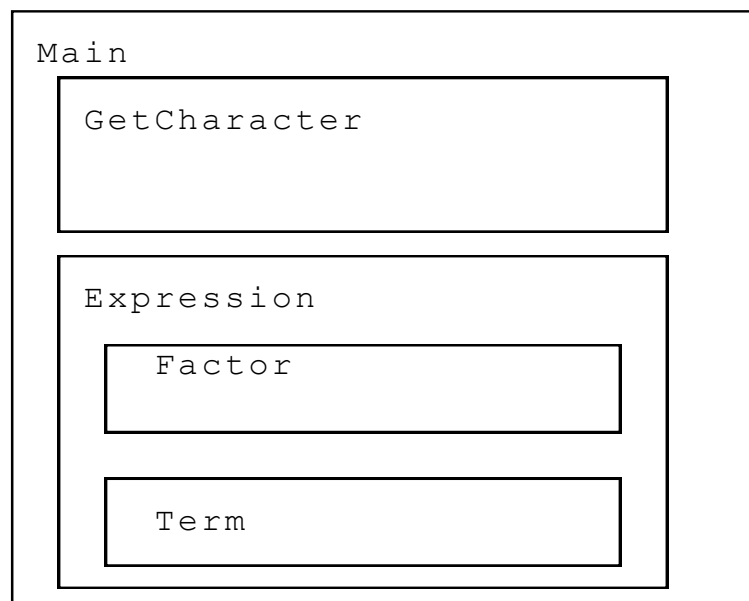 Main
GetCharacter
Expression
Factor
Term